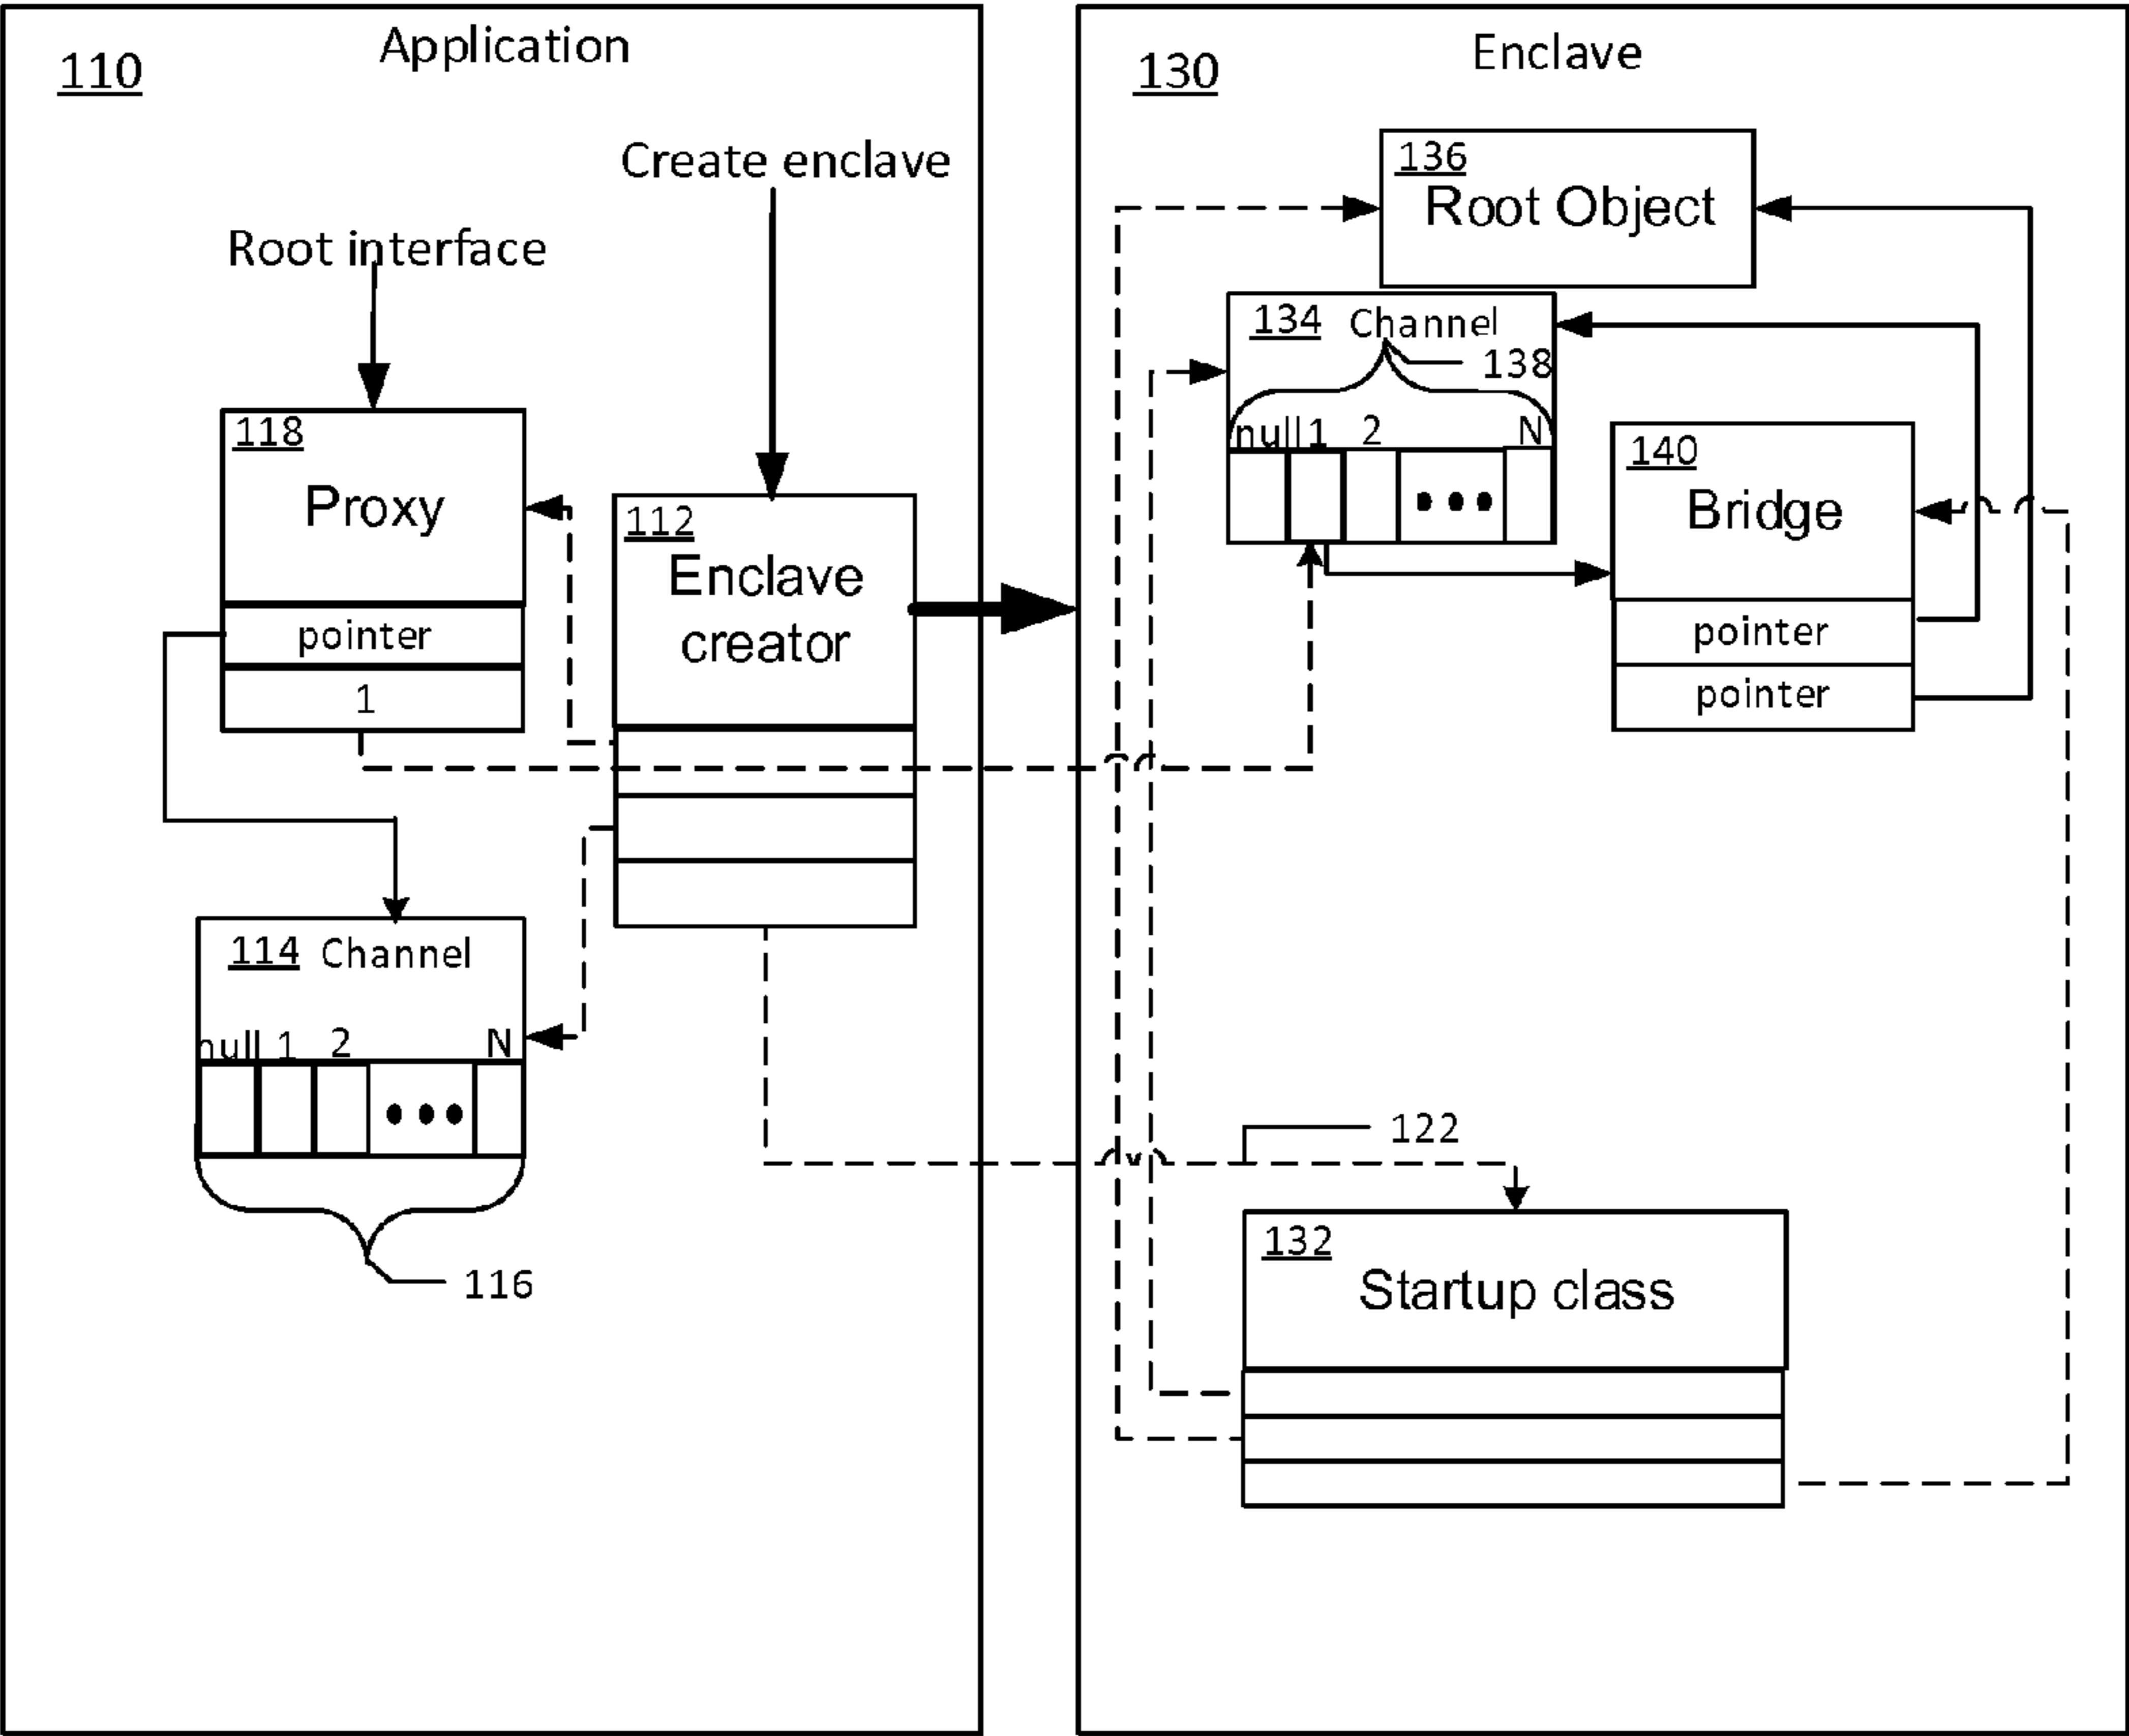 Application
110
Create enclave
Root interface
118
Proxy
pointer
1
112
Enclave
creator
114 Channel
null 1 2 N
116
Enclave
130
136
Root Object
134 Channel
138
null 1 2 N
140
Bridge
pointer
pointer
122
132
Startup class